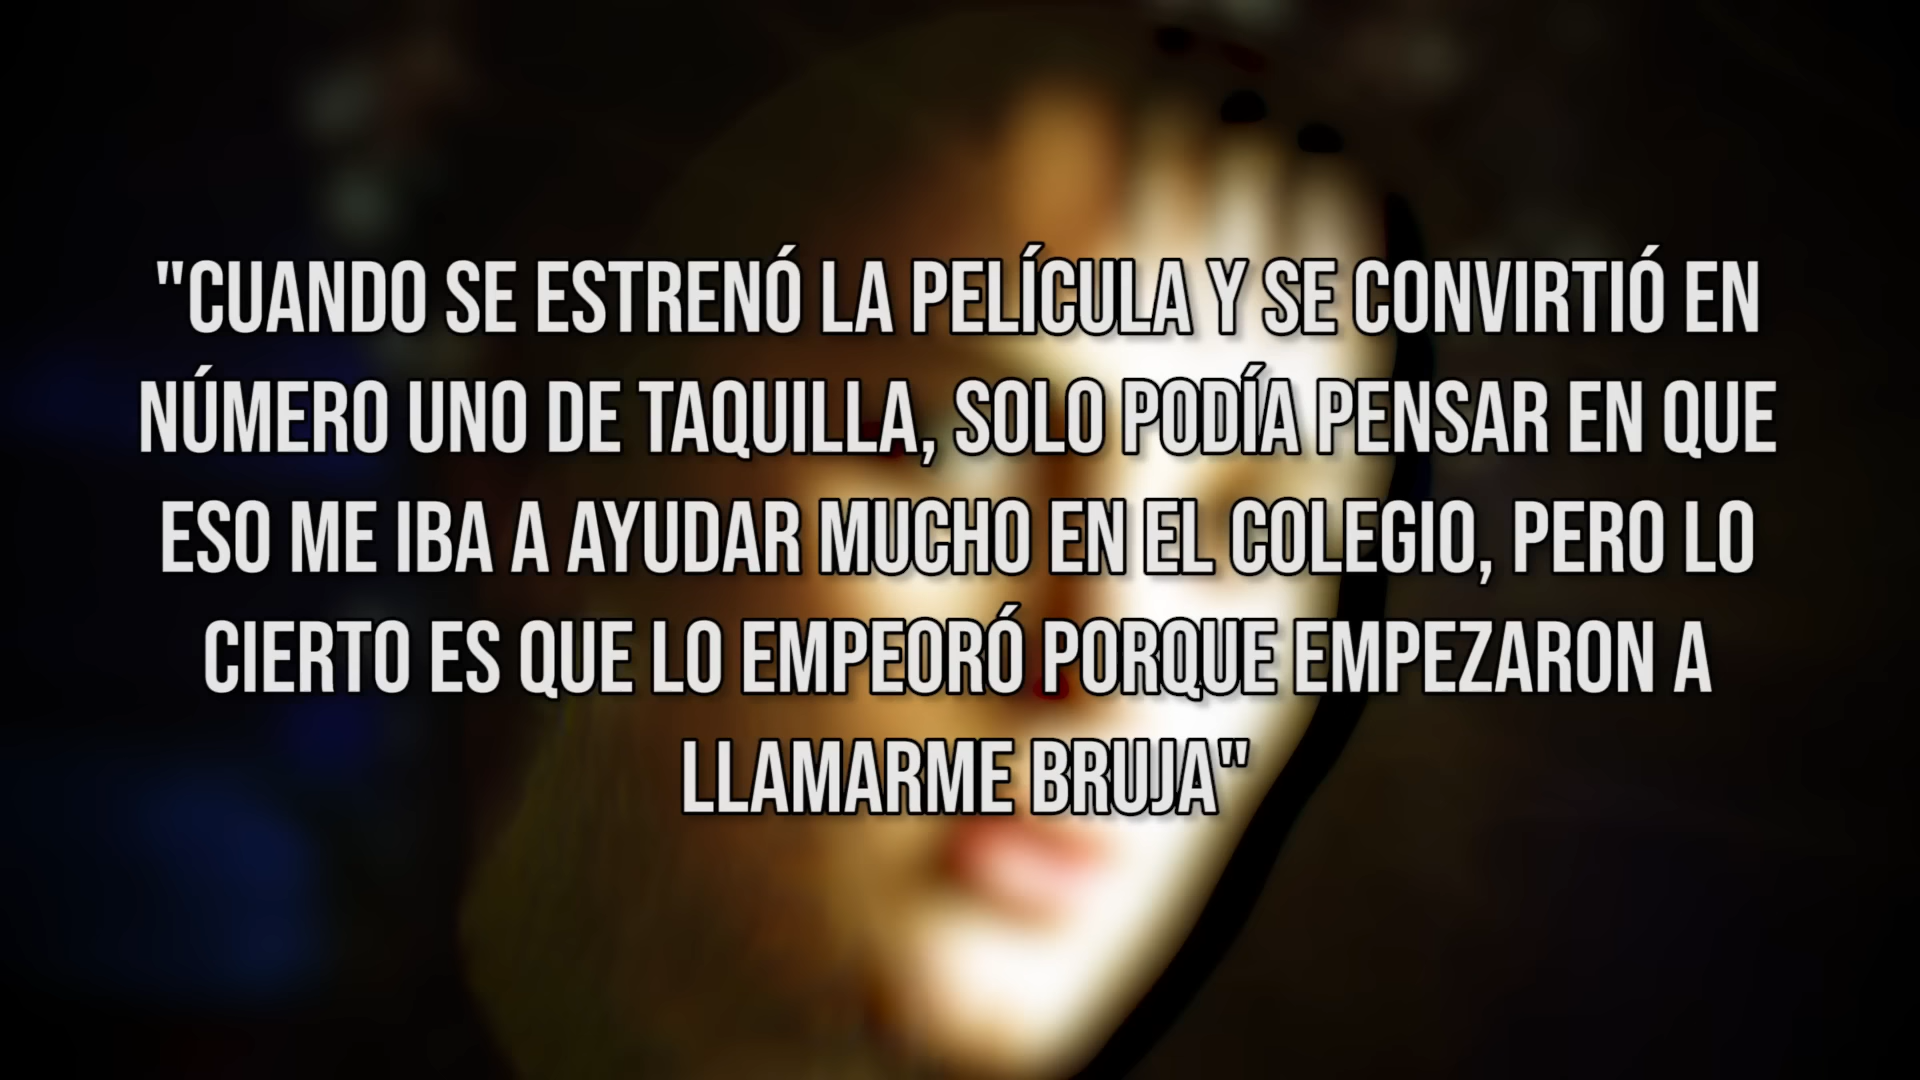 "CUANDO SE ESTRENÓ LA PELÍCULA Y SE CONVIRTIÓ EN
NÚMERO UNO DE TAQUILLA, SOLO PODÍA PENSAR EN QUE
ESO ME IBA A AYUDAR MUCHO EN EL COLEGIO, PERO LO
CIERTO ES QUE LO EMPEORÓ PORQUE EMPEZARON A
LLAMARME BRUJA"